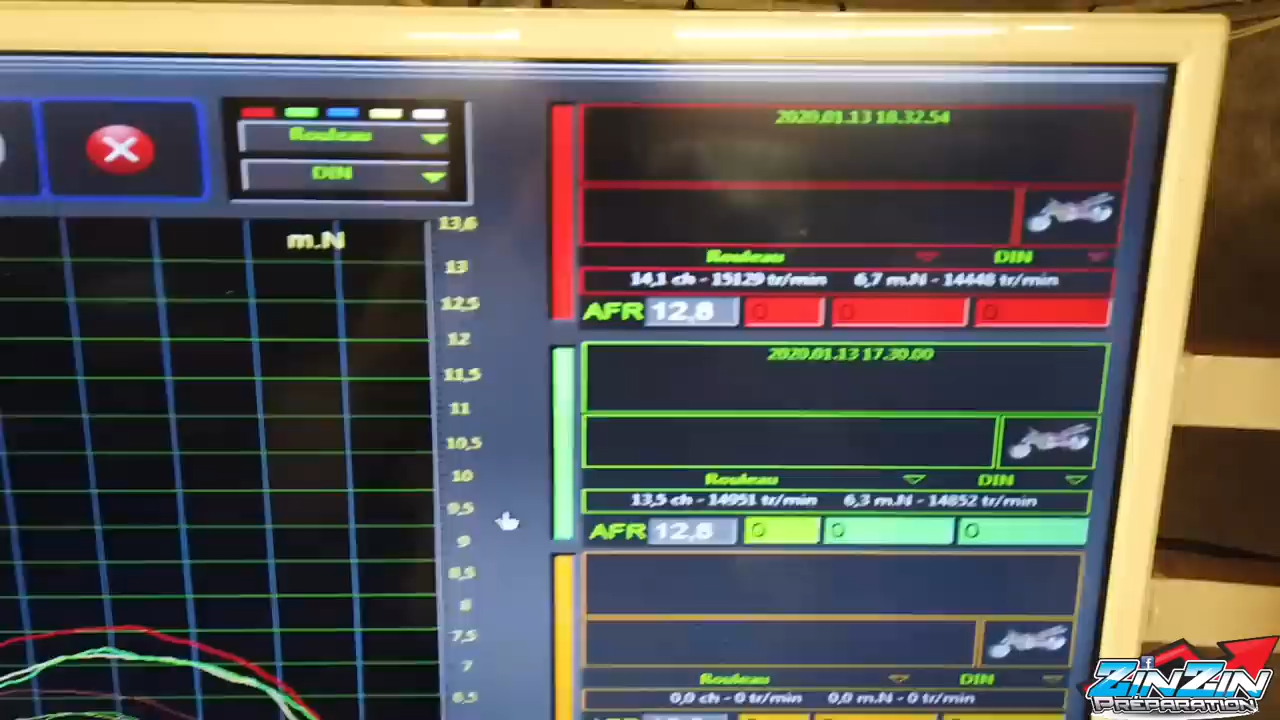 Rouleau
DIN
m.N
13,6
13
12,5
12
11,5
11
10,5
10
9,5
9
8,5
8
7,5
7
6,5
2020.01.13 18.32.54
Rouleau DIN
14,1 ch - 15129 tr/min 6,7 m.N - 14448 tr/min
AFR 12,8 0 0 0
2020.01.13 17.30.00
Rouleau DIN
13,5 ch - 14951 tr/min 6,3 m.N - 14852 tr/min
AFR 12,8 0 0 0
Rouleau DIN
0,0 ch - 0 tr/min 0,0 m.N - 0 tr/min
ZINZIN
PRÉPARATION